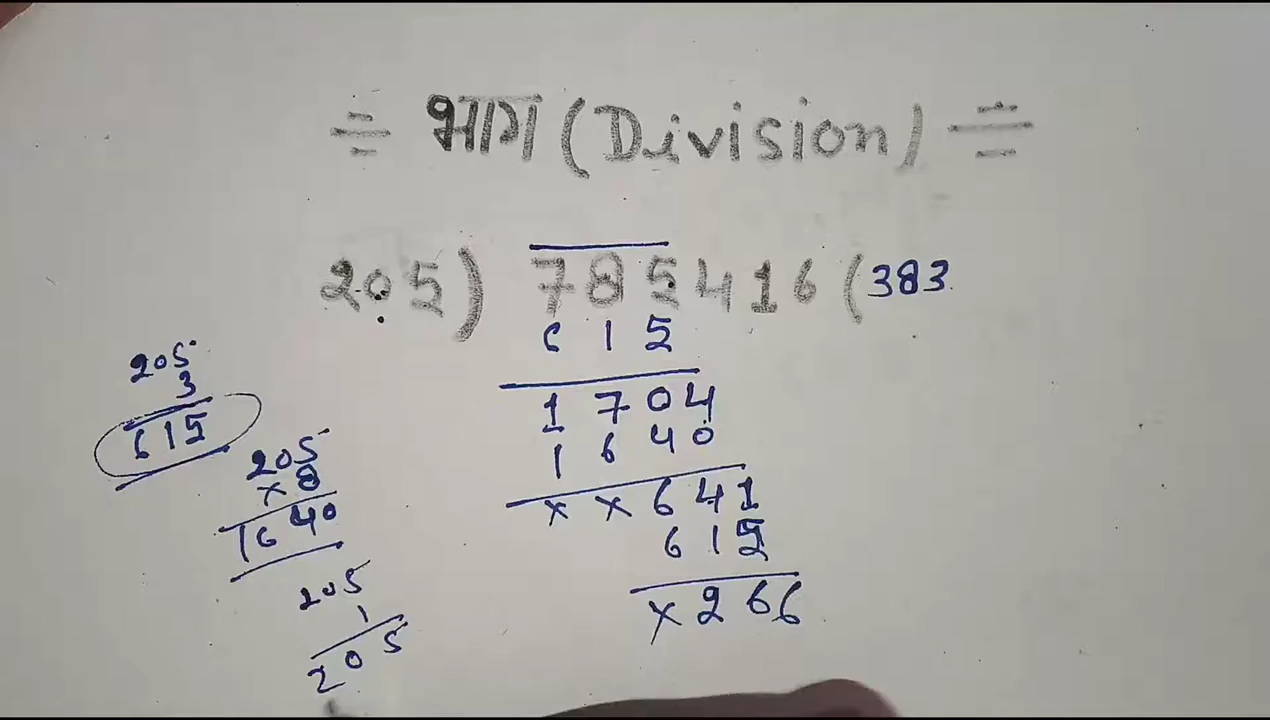 ÷ भाग (Division) ÷
205) 785416 (383
615
1704
1640
xx641
615
x266
205
3
615
205
x8
1640
205
1
205